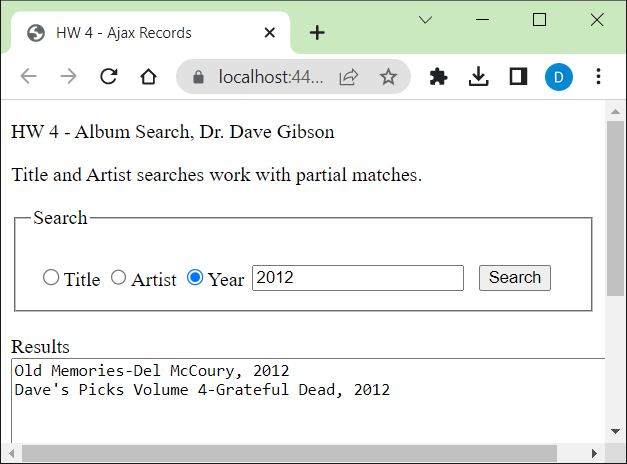 HW 4 - Ajax Records
localhost:44...
D
HW 4 - Album Search, Dr. Dave Gibson
Title and Artist searches work with partial matches.
Search
Title Artist Year 2012 Search
Results
Old Memories-Del McCoury, 2012
Dave's Picks Volume 4-Grateful Dead, 2012